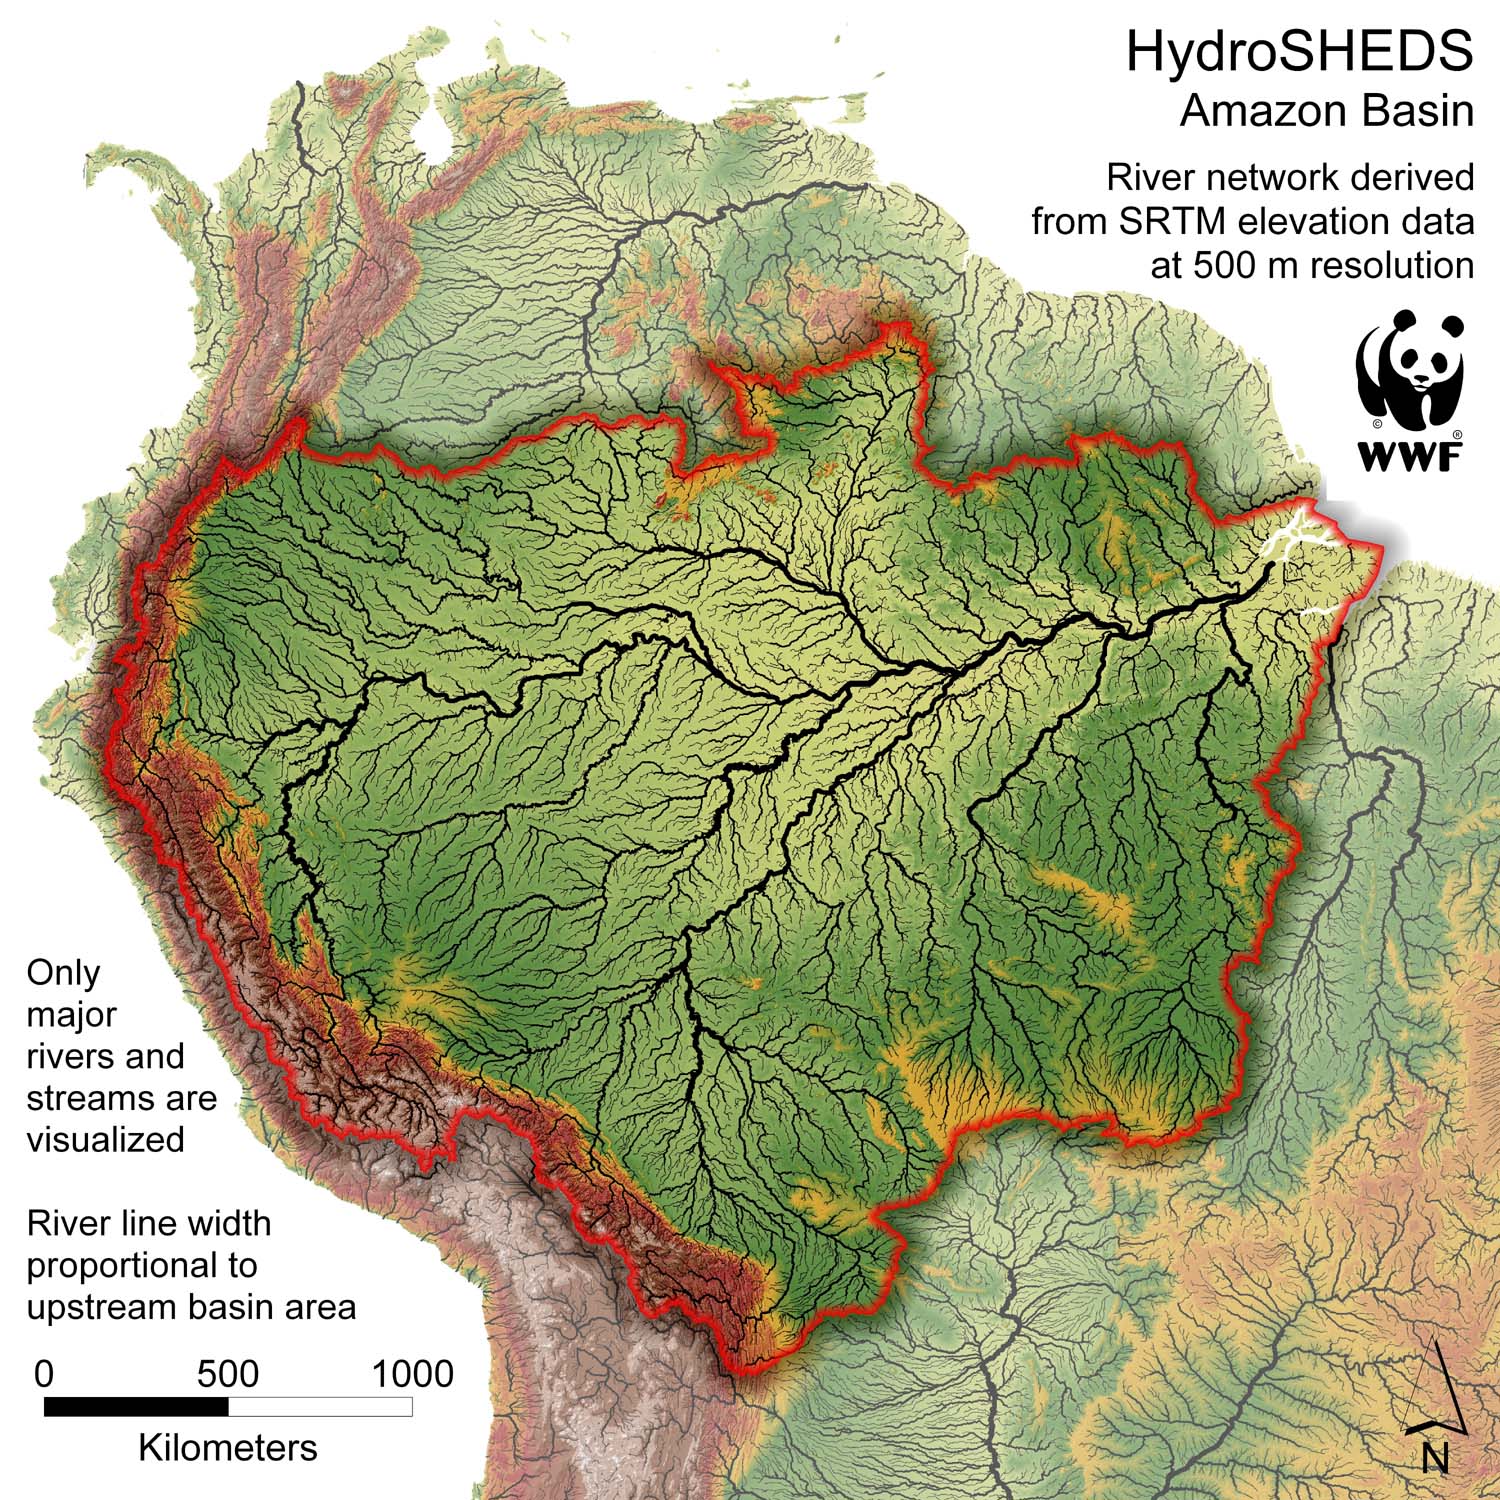 HydroSHEDS
Amazon Basin
River network derived
from SRTM elevation data
at 500 m resolution
©
®
WWF
Only
major
rivers and
streams are
visualized
River line width
proportional to
upstream basin area
0 500 1000
Kilometers
N